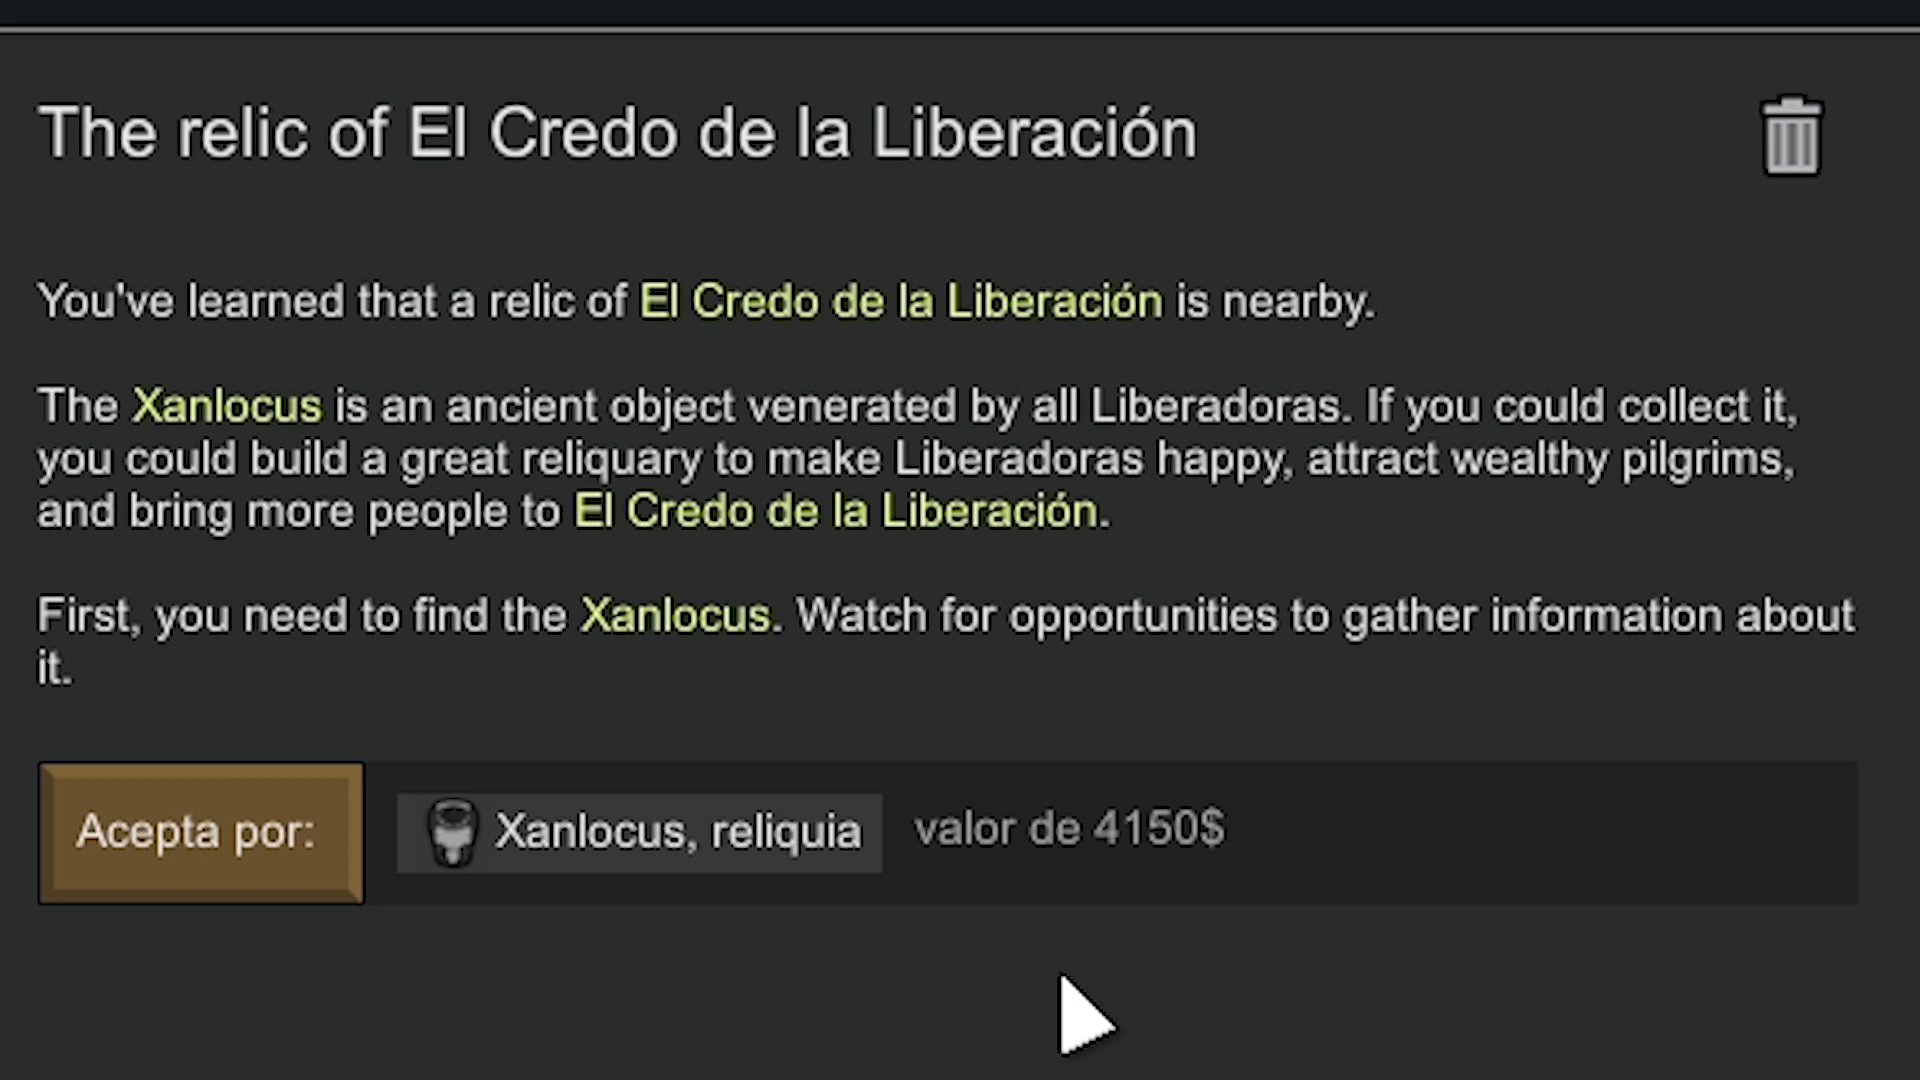 The relic of El Credo de la Liberación
You've learned that a relic of El Credo de la Liberación is nearby.
The Xanlocus is an ancient object venerated by all Liberadoras. If you could collect it,
you could build a great reliquary to make Liberadoras happy, attract wealthy pilgrims,
and bring more people to El Credo de la Liberación.
First, you need to find the Xanlocus. Watch for opportunities to gather information about
it.
Acepta por: Xanlocus, reliquia valor de 4150$